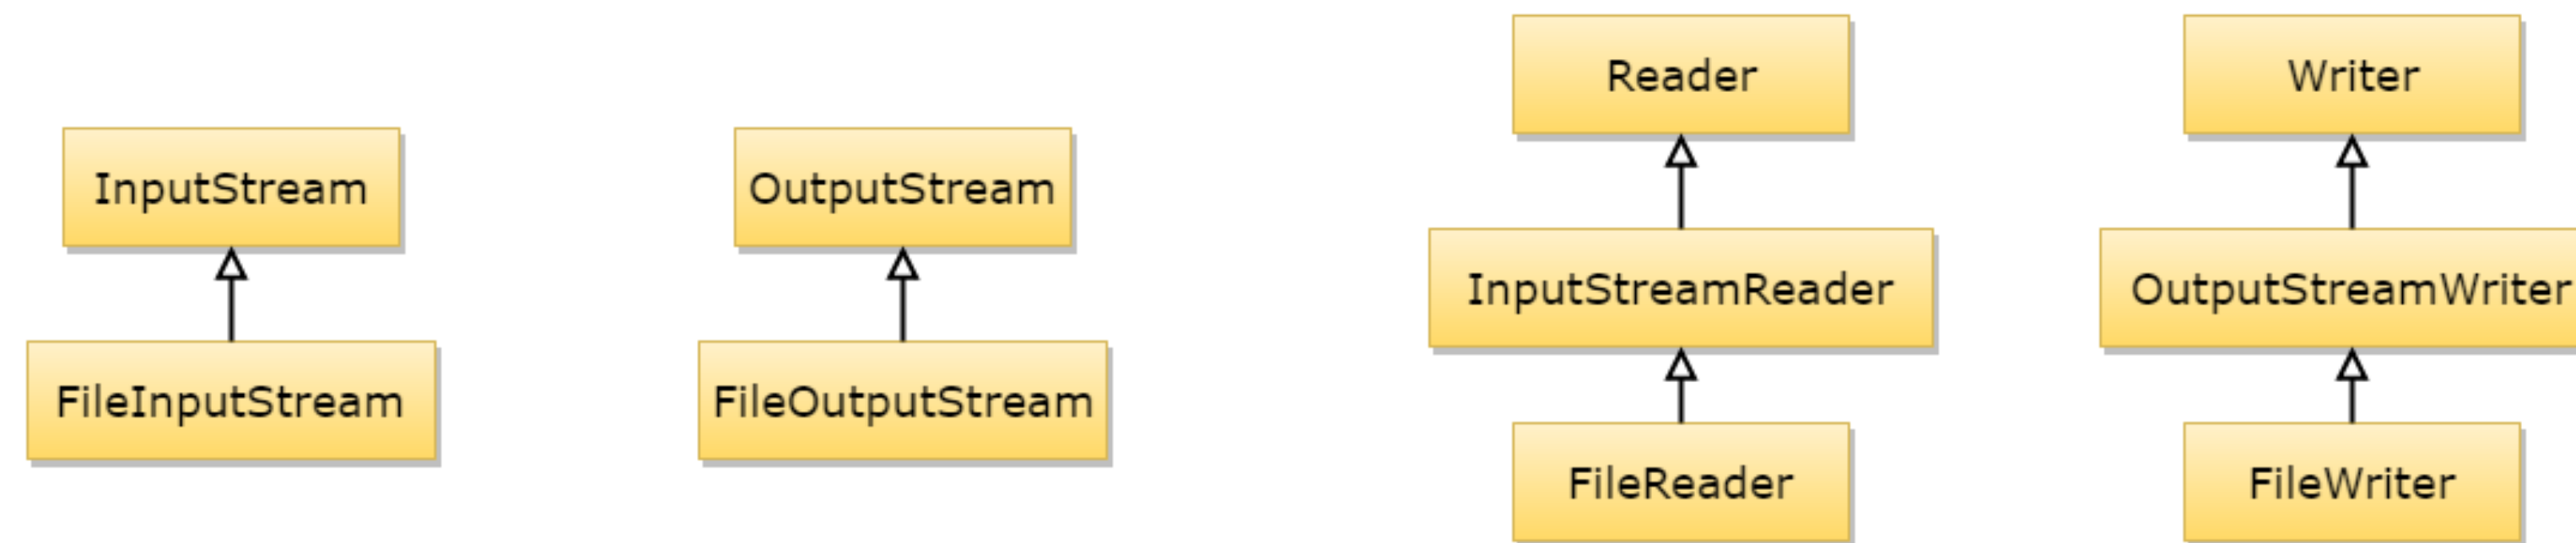 Reader
Writer
InputStream
OutputStream
InputStreamReader
OutputStreamWriter
FileInputStream
FileOutputStream
FileReader
FileWriter